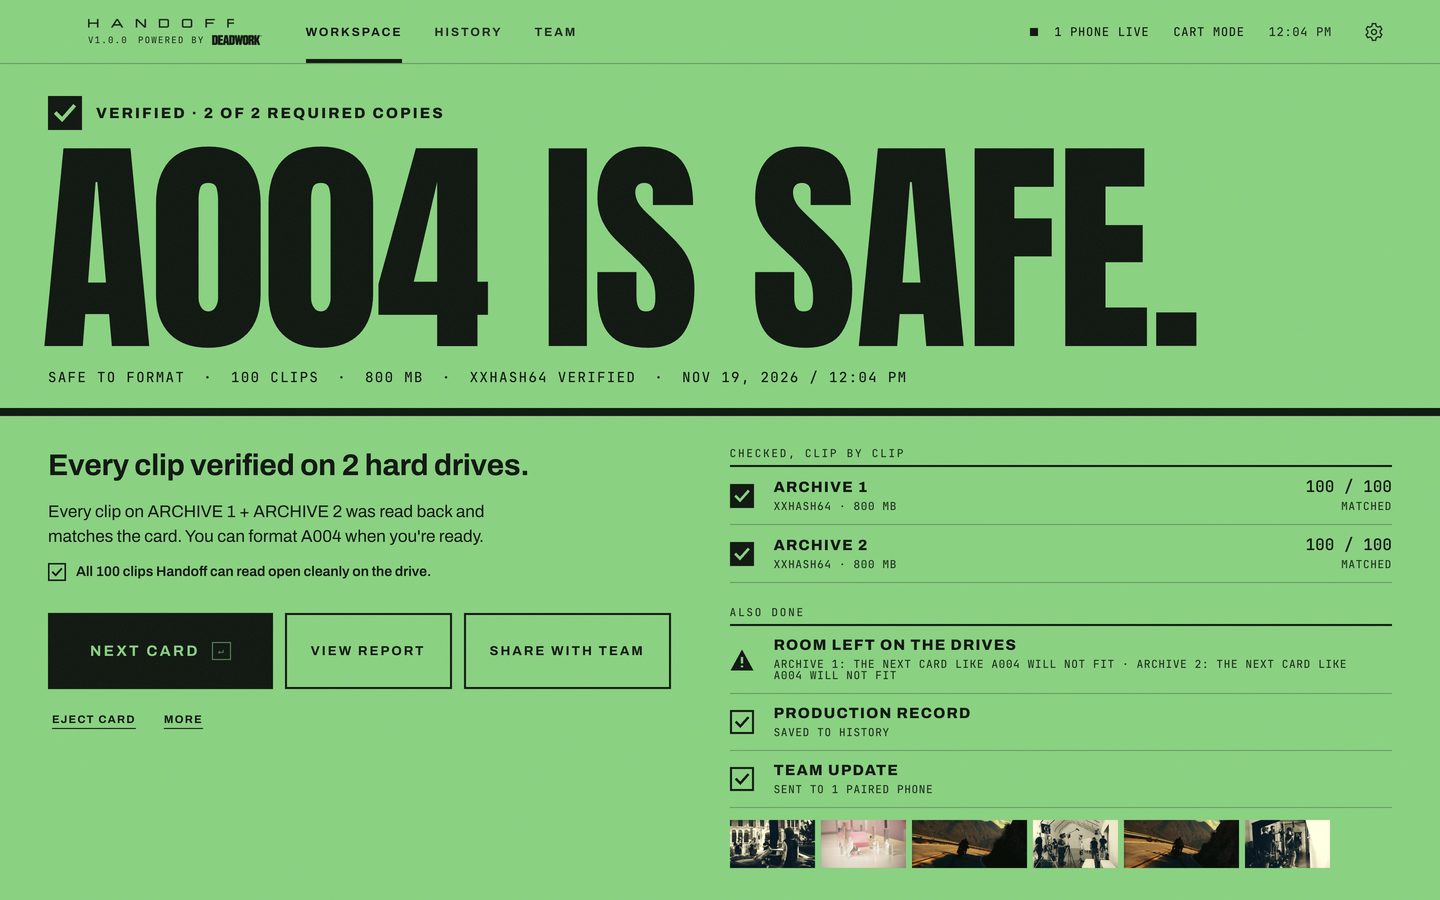 HANDOFF
V1.0.0 POWERED BY DEADWORK
WORKSPACE
HISTORY
TEAM
1 PHONE LIVE
CART MODE
12:04 PM
VERIFIED · 2 OF 2 REQUIRED COPIES
A004 IS SAFE.
SAFE TO FORMAT · 100 CLIPS · 800 MB · XXHASH64 VERIFIED · NOV 19, 2026 / 12:04 PM
Every clip verified on 2 hard drives.
Every clip on ARCHIVE 1 + ARCHIVE 2 was read back and
matches the card. You can format A004 when you're ready.
All 100 clips Handoff can read open cleanly on the drive.
NEXT CARD ↵
VIEW REPORT
SHARE WITH TEAM
EJECT CARD
MORE
CHECKED, CLIP BY CLIP
ARCHIVE 1
100 / 100
XXHASH64 · 800 MB
MATCHED
ARCHIVE 2
100 / 100
XXHASH64 · 800 MB
MATCHED
ALSO DONE
ROOM LEFT ON THE DRIVES
ARCHIVE 1: THE NEXT CARD LIKE A004 WILL NOT FIT · ARCHIVE 2: THE NEXT CARD LIKE
A004 WILL NOT FIT
PRODUCTION RECORD
SAVED TO HISTORY
TEAM UPDATE
SENT TO 1 PAIRED PHONE